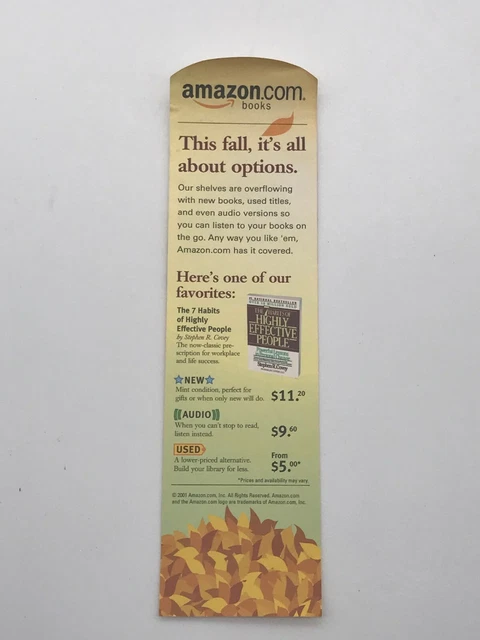 amazon.com.
books
This fall, it's all
about options.
Our shelves are overflowing
with new books, used titles,
and even audio versions so
you can listen to your books on
the go. Any way you like 'em,
Amazon.com has it covered.
Here's one of our
favorites:
The 7 Habits
of Highly
Effective People
by Stephen R. Covey
The now-classic pre-
scription for workplace
and life success.
THE 7 HABITS OF
HIGHLY
EFFECTIVE
PEOPLE
Stephen R. Covey
NEW
Mint condition, perfect for
gifts or when only new will do.
$11.20
AUDIO
When you can't stop to read,
listen instead.
$9.60
USED
A lower-priced alternative.
Build your library for less.
From
$5.00*
*Prices and availability may vary.
© 2001 Amazon.com, Inc. All Rights Reserved. Amazon.com
and the Amazon.com logo are trademarks of Amazon.com, Inc.